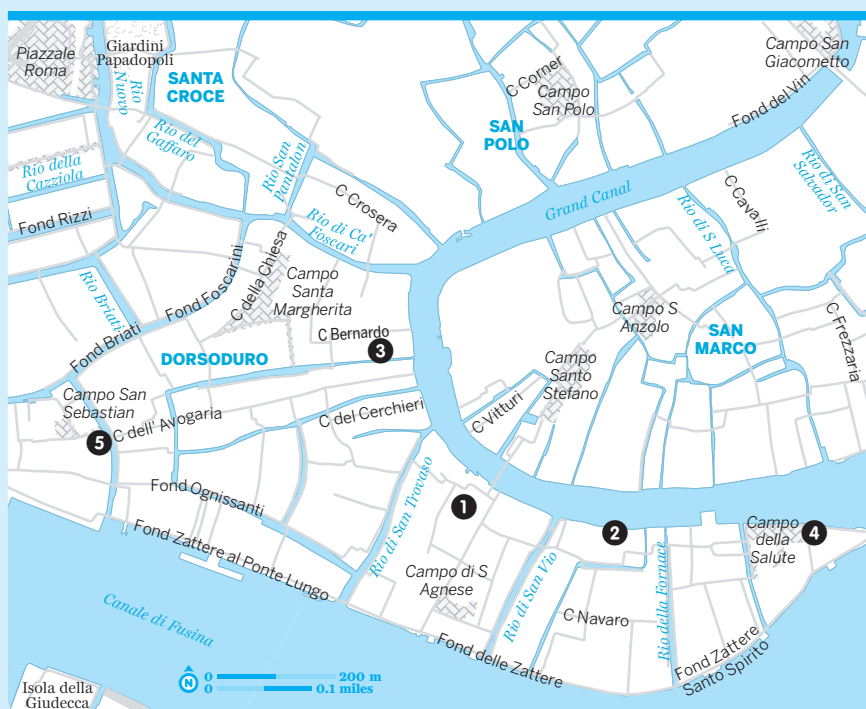 Piazzale
Roma
Giardini
Papadopoli
Rio
Nuovo
SANTA
CROCE
Campo San
Giacometto
C Corner
Campo
San Polo
Fond del Vin
SAN
POLO
Rio del
Gaffaro
Rio San
Pantalon
Rio della
Cazziola
Rio di San
Salvador
C Crosera
Grand Canal
C Cavalli
Fond Rizzi
Rio di Ca'
Foscari
Rio di S
Luca
Fond Foscarini
C della Chiesa
Campo
Santa
Margherita
Rio Briati
Campo S
Anzolo
SAN
MARCO
C Frezzaria
Fond Briati
C Bernardo
3
DORSODURO
Campo
Santo
Stefano
Campo San
Sebastian
C dell' Avogaria
C del Cerchieri
C Vitturi
5
Fond Ognissanti
Rio di San Trovaso
1
2
Campo
della
Salute
4
Fond Zattere al Ponte Lungo
Campo di S
Agnese
Rio di San Vio
Rio della Fornace
Canale di Fusina
C Navaro
Fond delle Zattere
Fond Zattere
Santo Spirito
N
0 200 m
0 0.1 miles
Isola della
Giudecca